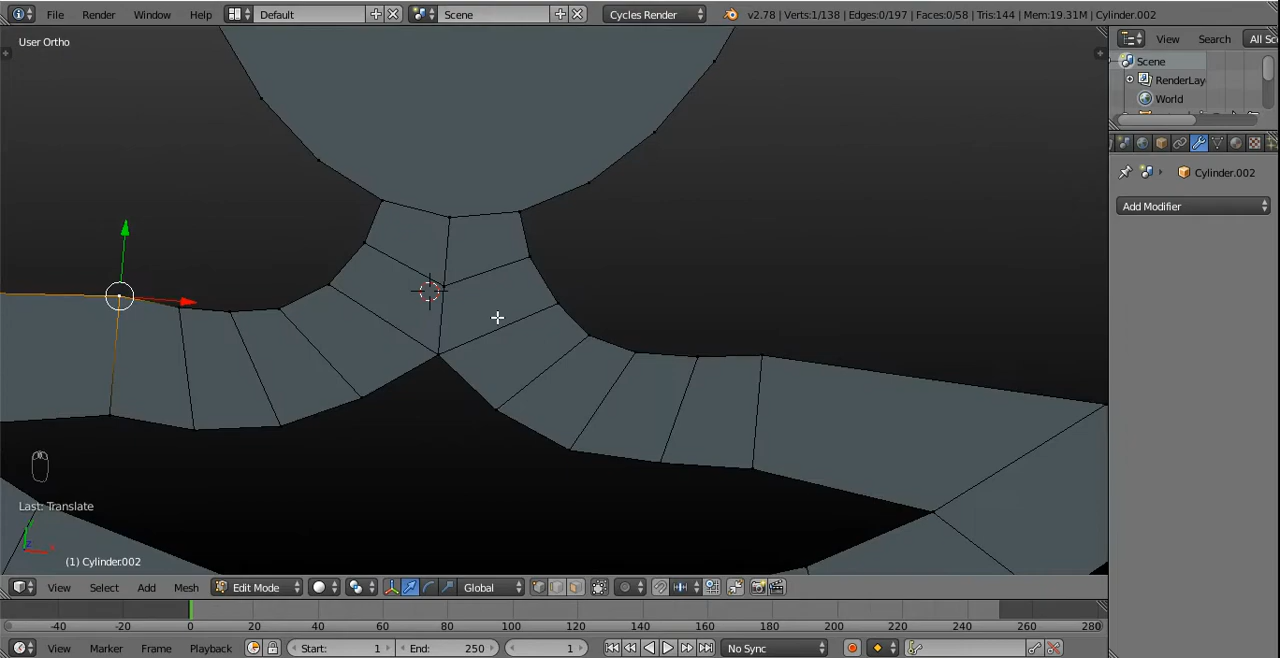 File Render Window Help Default Scene Cycles Render v2.78 | Verts:1/138 | Edges:0/197 | Faces:0/58 | Tris:144 | Mem:19.31M | Cylinder.002
User Ortho
View Search All Sc
Scene
RenderLay
World
Cylinder.002
Add Modifier
Last: Translate
(1) Cylinder.002
View Select Add Mesh Edit Mode Global
-40 -20 0 20 40 60 80 100 120 140 160 180 200 220 240 260 280
View Marker Frame Playback Start: 1 End: 250 1 No Sync